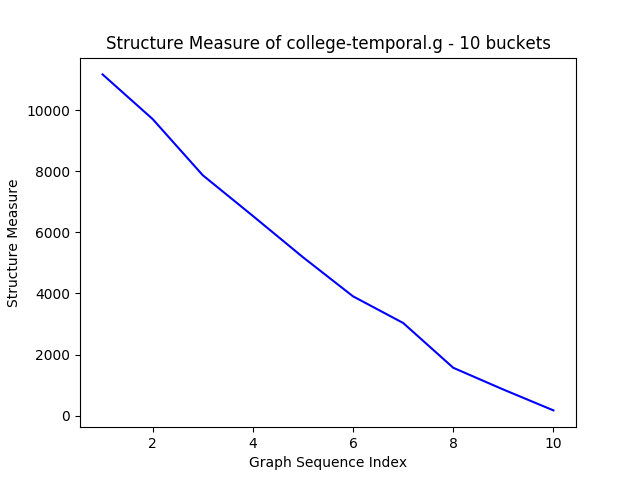 Structure Measure of college-temporal.g - 10 buckets
10000
8000
6000
4000
2000
0
Structure Measure
2 4 6 8 10
Graph Sequence Index